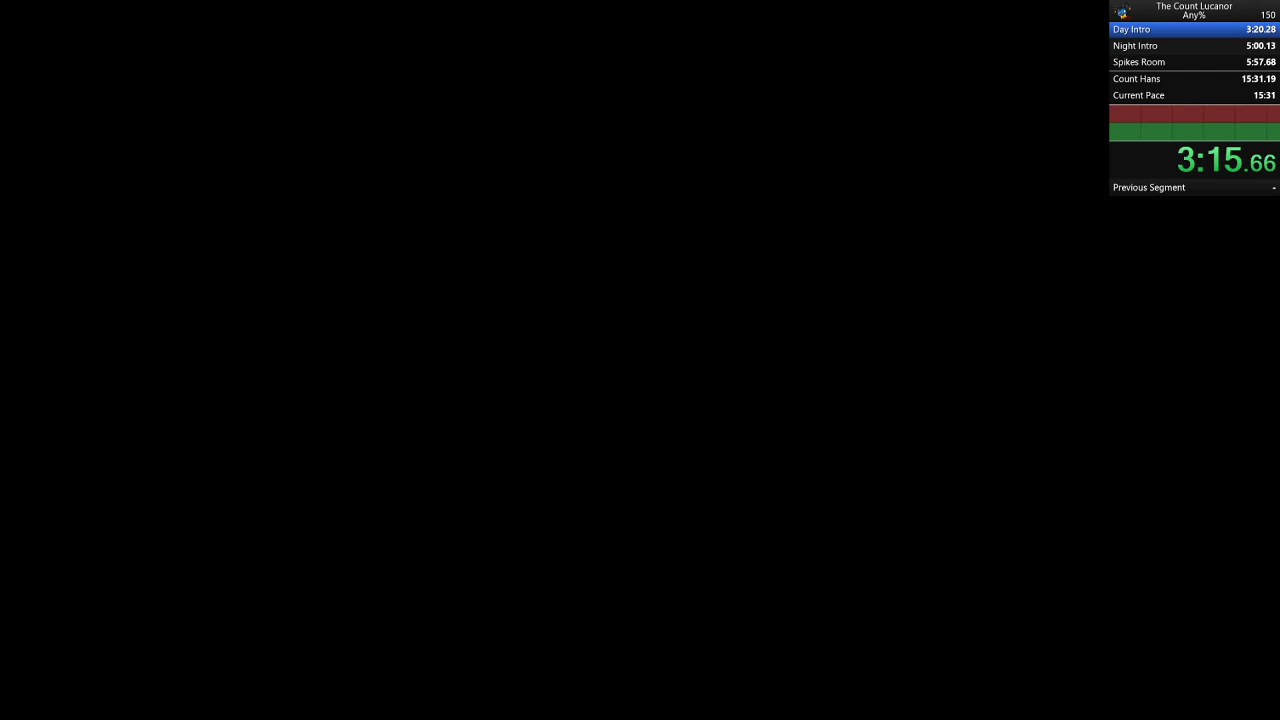 The Count Lucanor
Any% 150
Day Intro 3:20.28
Night Intro 5:00.13
Spikes Room 5:57.68
Count Hans 15:31.19
Current Pace 15:31
3:15.66
Previous Segment -